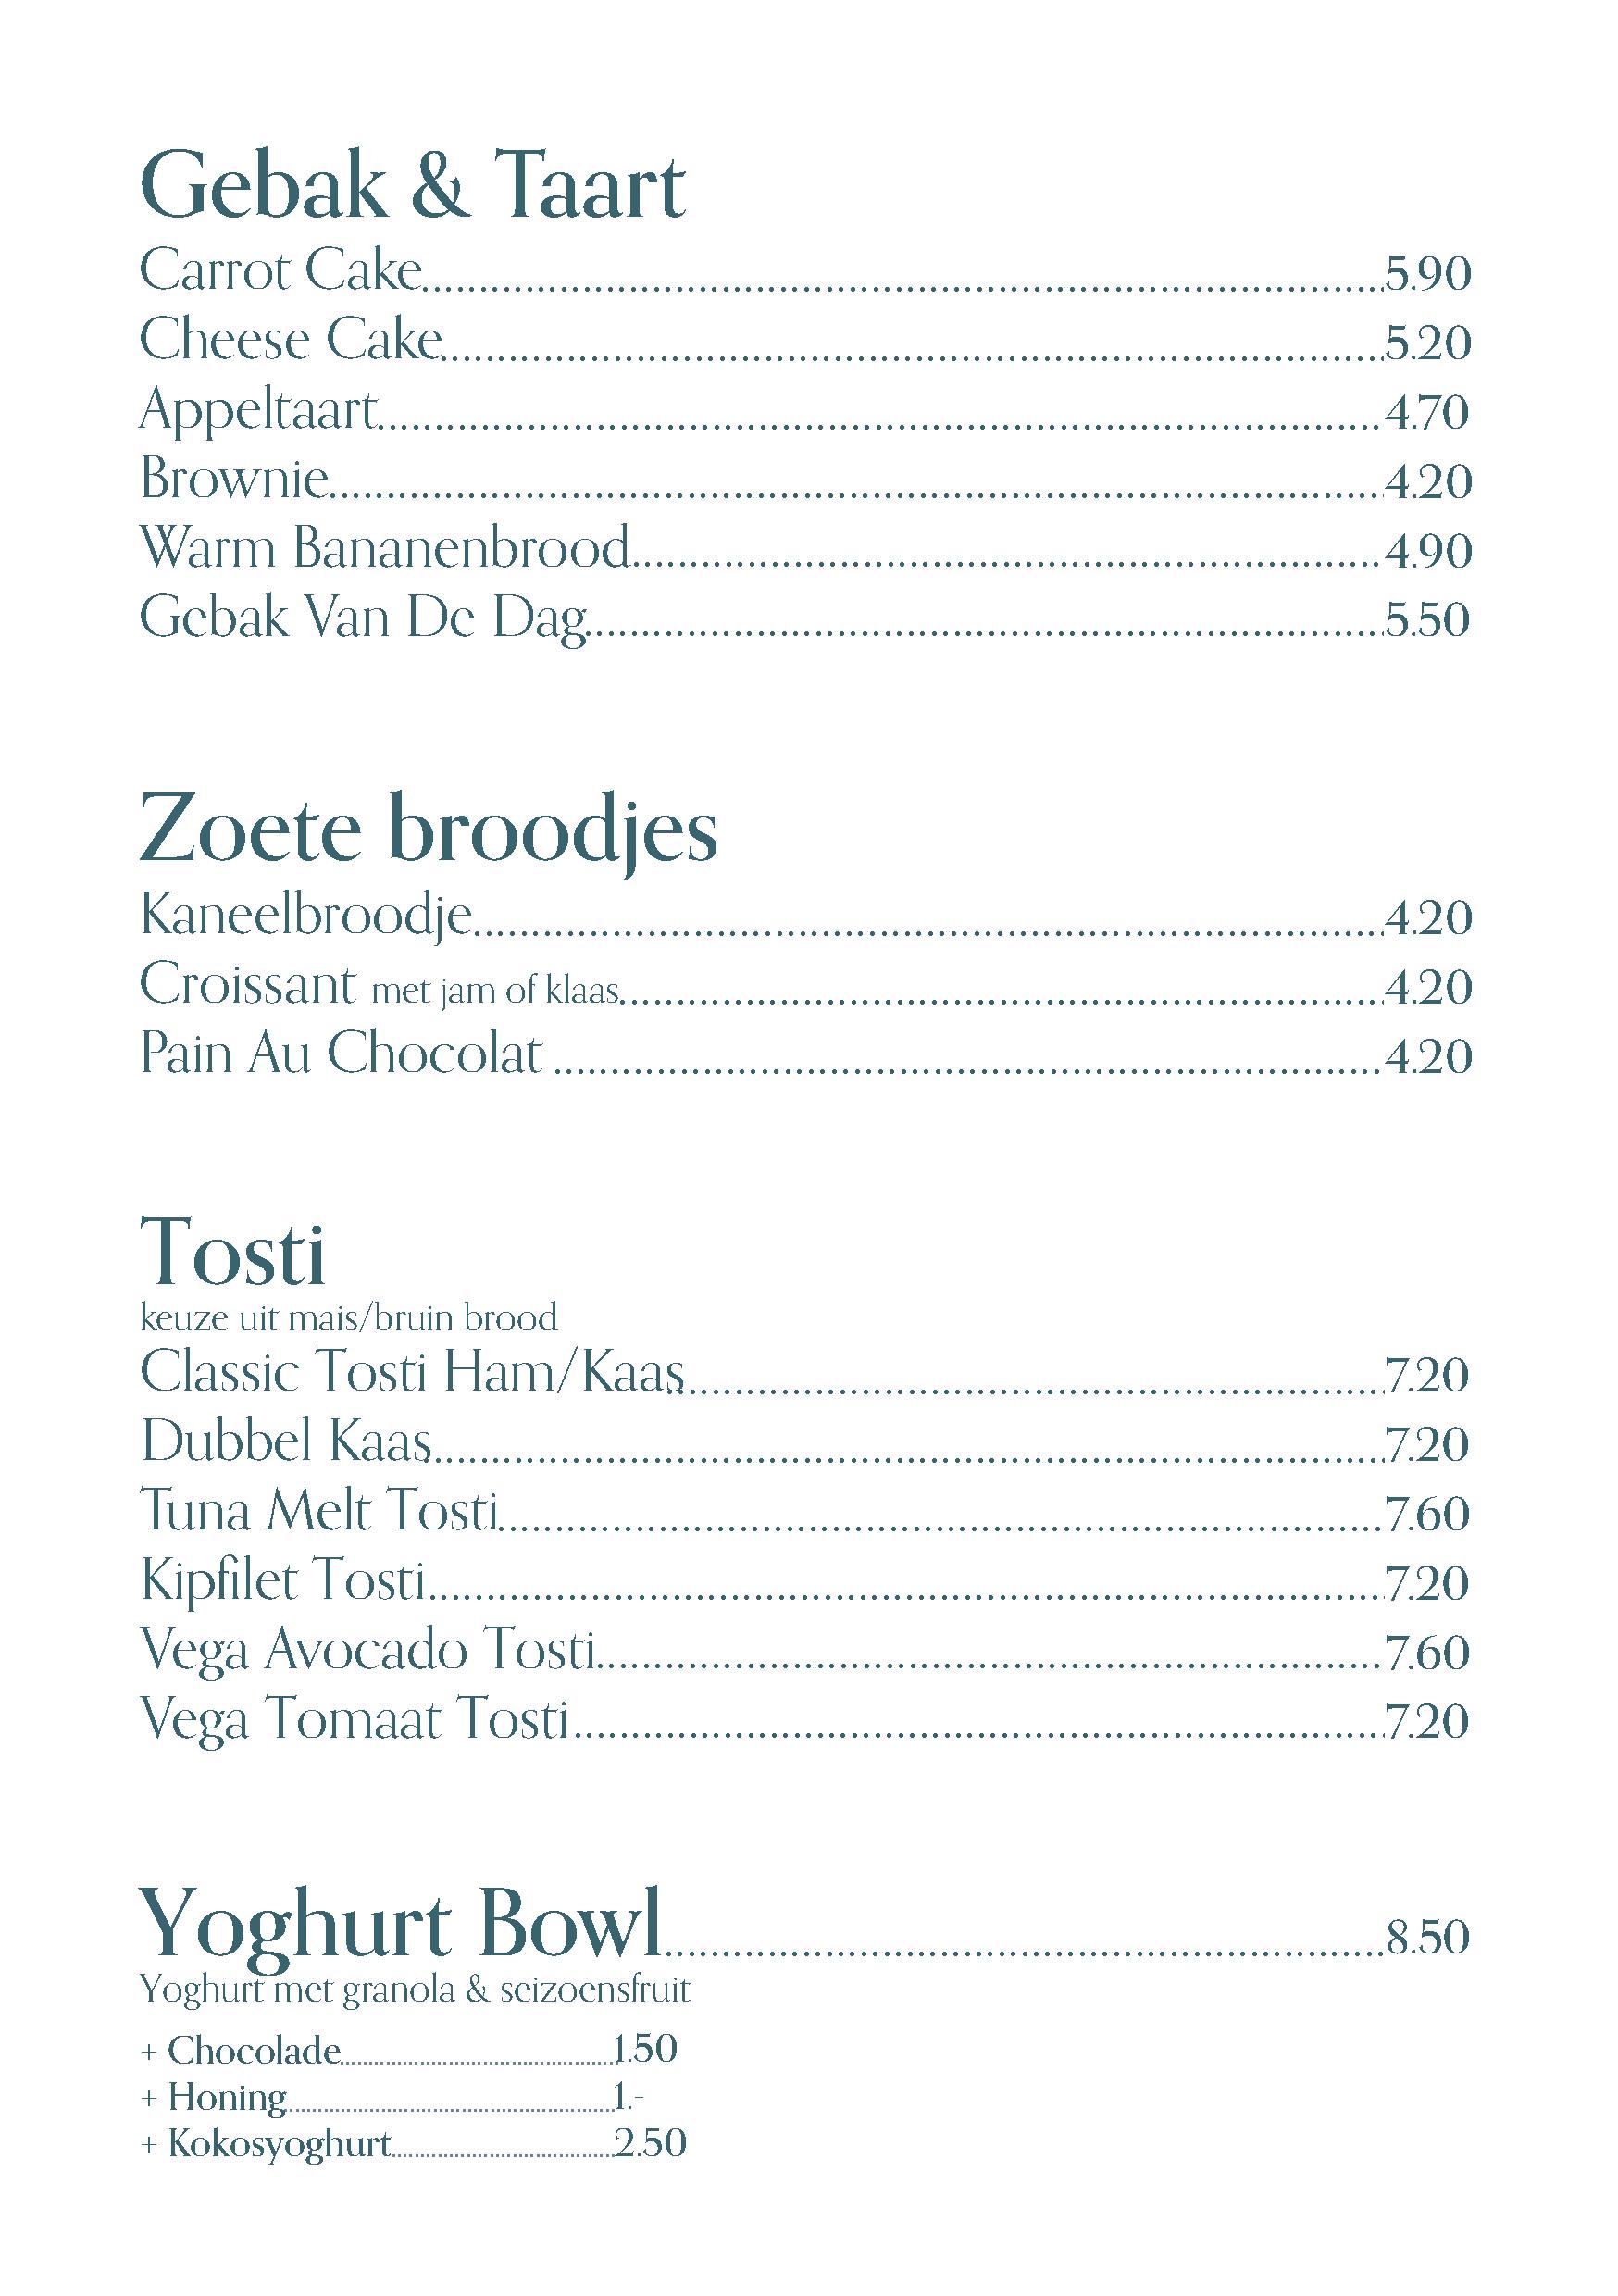 Gebak & Taart
Carrot Cake 5.90
Cheese Cake 5.20
Appeltaart 4.70
Brownie 4.20
Warm Bananenbrood 4.90
Gebak Van De Dag 5.50
Zoete broodjes
Kaneelbroodje 4.20
Croissant met jam of klaas 4.20
Pain Au Chocolat 4.20
Tosti
keuze uit mais/bruin brood
Classic Tosti Ham/Kaas 7.20
Dubbel Kaas 7.20
Tuna Melt Tosti 7.60
Kipfilet Tosti 7.20
Vega Avocado Tosti 7.60
Vega Tomaat Tosti 7.20
Yoghurt Bowl 8.50
Yoghurt met granola & seizoensfruit
+ Chocolade 1.50
+ Honing 1.-
+ Kokosyoghurt 2.50